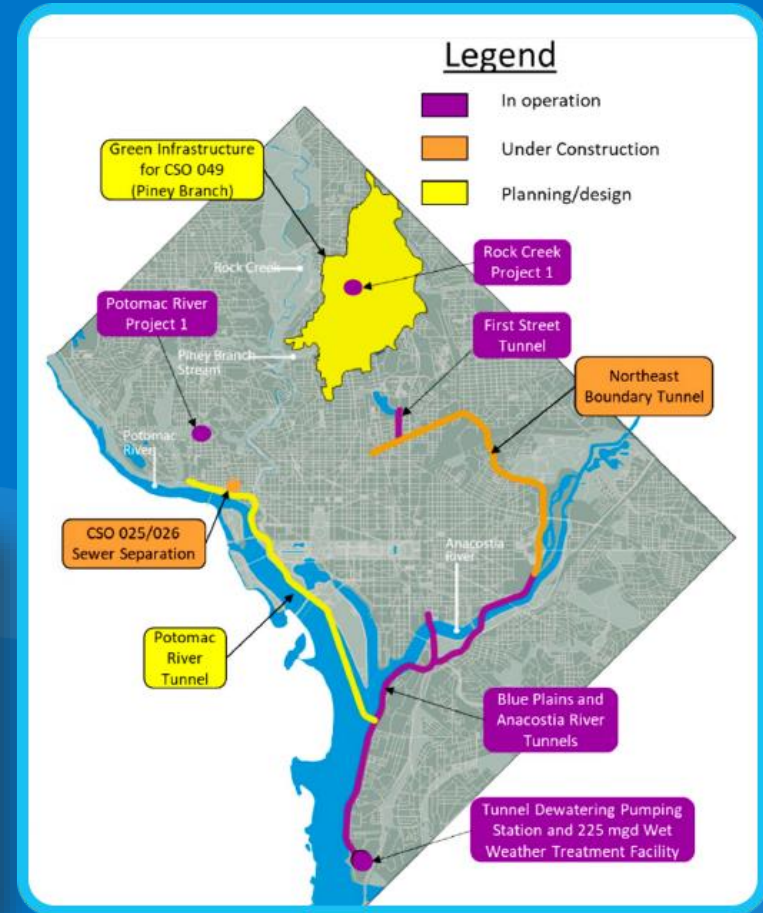 Legend
In operation
Under Construction
Planning/design
Green Infrastructure
for CSO 049
(Piney Branch)
Rock Creek
Rock Creek
Project 1
Potomac River
Project 1
First Street
Tunnel
Piney Branch
Stream
Northeast
Boundary Tunnel
Potomac
River
CSO 025/026
Sewer Separation
Anacostia
River
Potomac
River
Tunnel
Blue Plains and
Anacostia River
Tunnels
Tunnel Dewatering Pumping
Station and 225 mgd Wet
Weather Treatment Facility